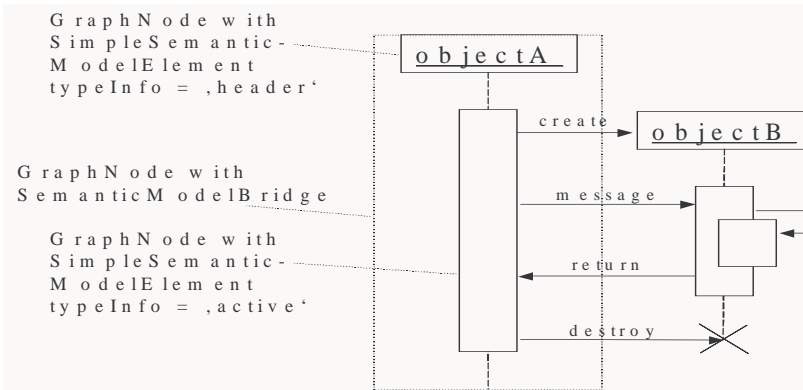 GraphNode with
SimpleSemantic-
ModelElement
typeInfo = ‚header‘
objectA
create
objectB
GraphNode with
SemanticModelBridge
message
GraphNode with
SimpleSemantic-
ModelElement
typeInfo = ‚active‘
return
destroy